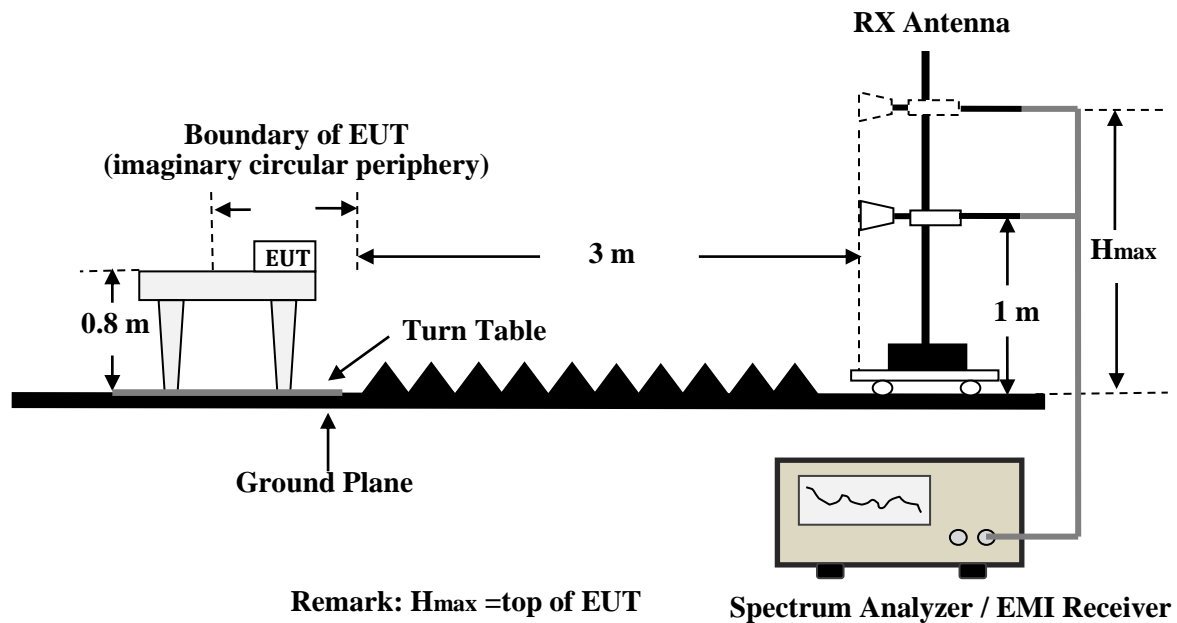 RX Antenna
Boundary of EUT
(imaginary circular periphery)
EUT
3 m
Hmax
0.8 m
1 m
Turn Table
Ground Plane
Remark: Hmax =top of EUT
Spectrum Analyzer / EMI Receiver